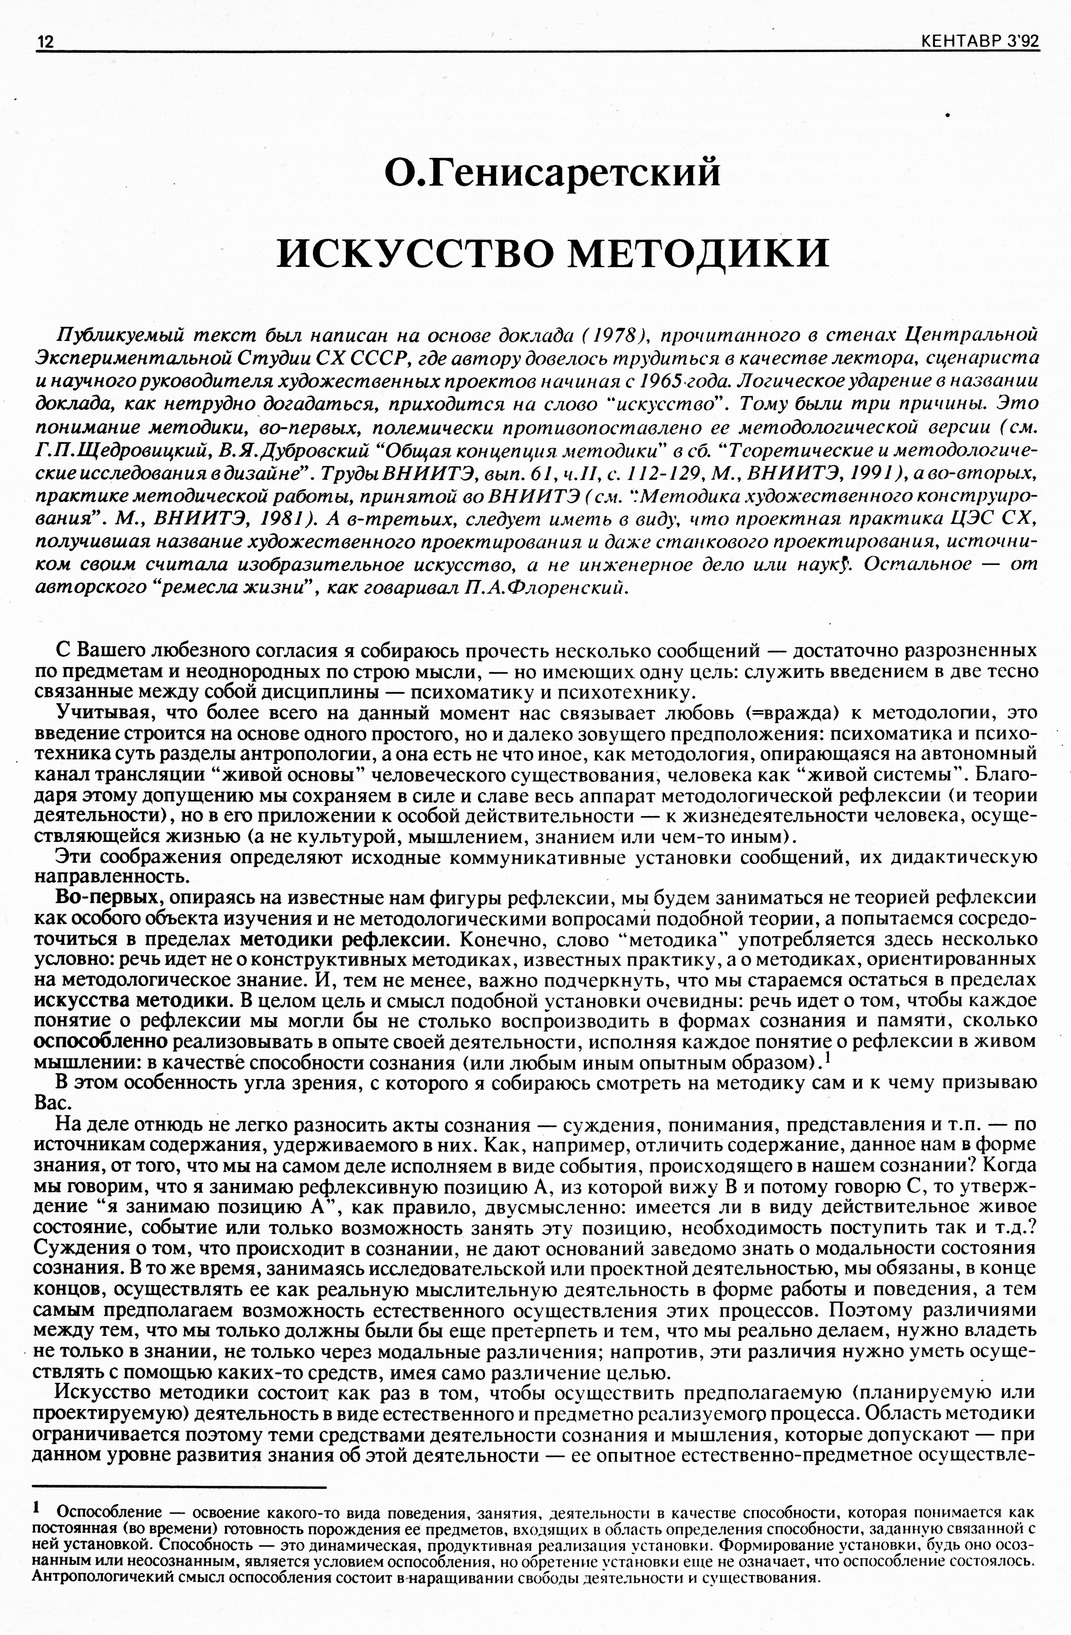 12
КЕНТАВР 3'92
О.Генисаретский
ИСКУССТВО МЕТОДИКИ
Публикуемый текст был написан на основе доклада (1978), прочитанного в стенах Центральной
Экспериментальной Студии СХ СССР, где автору довелось трудиться в качестве лектора, сценариста
и научного руководителя художественных проектов начиная с 1965 года. Логическое ударение в названии
доклада, как нетрудно догадаться, приходится на слово “искусство”. Тому были три причины. Это
понимание методики, во-первых, полемически противопоставлено ее методологической версии (см.
Г.П.Щедровицкий, В.Я.Дубровский “Общая концепция методики” в сб. “Теоретические и методологиче-
ские исследования в дизайне”. Труды ВНИИТЭ, вып. 61, ч.II, с. 112-129, М., ВНИИТЭ, 1991), а во-вторых,
практике методической работы, принятой во ВНИИТЭ (см. “Методика художественного конструиро-
вания”. М., ВНИИТЭ, 1981). А в-третьих, следует иметь в виду, что проектная практика ЦЭС СХ,
получившая название художественного проектирования и даже станкового проектирования, источни-
ком своим считала изобразительное искусство, а не инженерное дело или науку. Остальное — от
авторского “ремесла жизни”, как говаривал П.А.Флоренский.
С Вашего любезного согласия я собираюсь прочесть несколько сообщений — достаточно разрозненных
по предметам и неоднородных по строю мысли, — но имеющих одну цель: служить введением в две тесно
связанные между собой дисциплины — психоматику и психотехнику.
Учитывая, что более всего на данный момент нас связывает любовь (=вражда) к методологии, это
введение строится на основе одного простого, но и далеко зовущего предположения: психоматика и психо-
техника суть разделы антропологии, а она есть не что иное, как методология, опирающаяся на автономный
канал трансляции “живой основы” человеческого существования, человека как “живой системы”. Благо-
даря этому допущению мы сохраняем в силе и славе весь аппарат методологической рефлексии (и теории
деятельности), но в его приложении к особой действительности — к жизнедеятельности человека, осуще-
ствляющейся жизнью (а не культурой, мышлением, знанием или чем-то иным).
Эти соображения определяют исходные коммуникативные установки сообщений, их дидактическую
направленность.
Во-первых, опираясь на известные нам фигуры рефлексии, мы будем заниматься не теорией рефлексии
как особого объекта изучения и не методологическими вопросами подобной теории, а попытаемся сосредо-
точиться в пределах методики рефлексии. Конечно, слово “методика” употребляется здесь несколько
условно: речь идет не о конструктивных методиках, известных практику, а о методиках, ориентированных
на методологическое знание. И, тем не менее, важно подчеркнуть, что мы стараемся остаться в пределах
искусства методики. В целом цель и смысл подобной установки очевидны: речь идет о том, чтобы каждое
понятие о рефлексии мы могли бы не столько воспроизводить в формах сознания и памяти, сколько
оспособленно реализовывать в опыте своей деятельности, исполняя каждое понятие о рефлексии в живом
мышлении: в качестве способности сознания (или любым иным опытным образом).1
В этом особенность угла зрения, с которого я собираюсь смотреть на методику сам и к чему призываю
Вас.
На деле отнюдь не легко разносить акты сознания — суждения, понимания, представления и т.п. — по
источникам содержания, удерживаемого в них. Как, например, отличить содержание, данное нам в форме
знания, от того, что мы на самом деле исполняем в виде события, происходящего в нашем сознании? Когда
мы говорим, что я занимаю рефлексивную позицию А, из которой вижу В и потому говорю С, то утверж-
дение “я занимаю позицию А”, как правило, двусмысленно: имеется ли в виду действительное живое
состояние, событие или только возможность занять эту позицию, необходимость поступить так и т.д.?
Суждения о том, что происходит в сознании, не дают оснований заведомо знать о модальности состояния
сознания. В то же время, занимаясь исследовательской или проектной деятельностью, мы обязаны, в конце
концов, осуществлять ее как реальную мыслительную деятельность в форме работы и поведения, а тем
самым предполагаем возможность естественного осуществления этих процессов. Поэтому различиями
между тем, что мы только должны были бы еще претерпеть и тем, что мы реально делаем, нужно владеть
не только в знании, не только через модальные различения; напротив, эти различия нужно уметь осуще-
ствлять с помощью каких-то средств, имея само различение целью.
Искусство методики состоит как раз в том, чтобы осуществить предполагаемую (планируемую или
проектируемую) деятельность в виде естественного и предметно реализуемого процесса. Область методики
ограничивается поэтому теми средствами деятельности сознания и мышления, которые допускают — при
данном уровне развития знания об этой деятельности — ее опытное естественно-предметное осуществле-
1 Оспособление — освоение какого-то вида поведения, занятия, деятельности в качестве способности, которая понимается как
постоянная (во времени) готовность порождения ее предметов, входящих в область определения способности, заданную связанной с
ней установкой. Способность — это динамическая, продуктивная реализация установки. Формирование установки, будь оно осоз-
нанным или неосознанным, является условием оспособления, но обретение установки еще не означает, что оспособление состоялось.
Антропологичекий смысл оспособления состоит в наращивании свободы деятельности и существования.